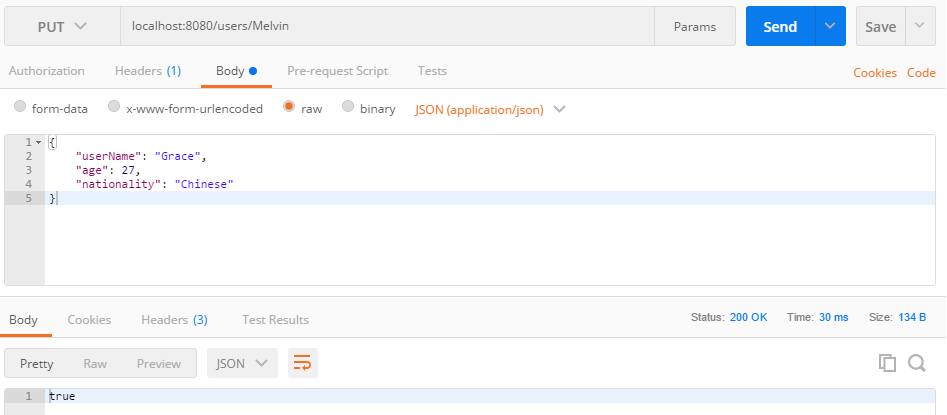 PUT localhost:8080/users/Melvin Params Send Save
Authorization Headers (1) Body Pre-request Script Tests Cookies Code
form-data x-www-form-urlencoded raw binary JSON (application/json)
1 {
2 "userName": "Grace",
3 "age": 27,
4 "nationality": "Chinese"
5 }
Body Cookies Headers (3) Test Results Status: 200 OK Time: 30 ms Size: 134 B
Pretty Raw Preview JSON
1 true